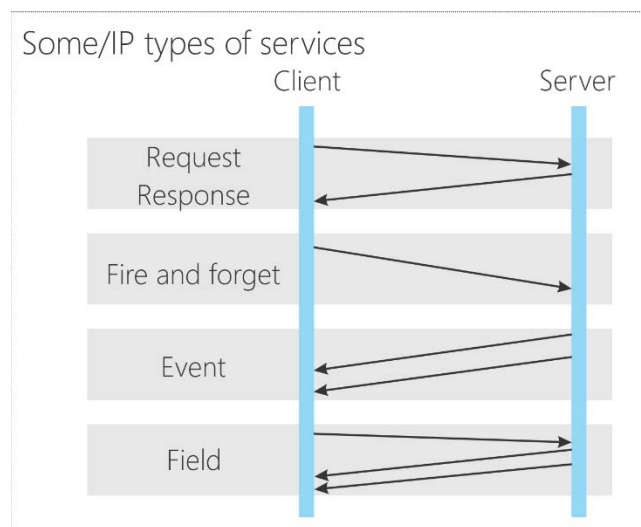 Some/IP types of services
Client
Server
Request
Response
Fire and forget
Event
Field